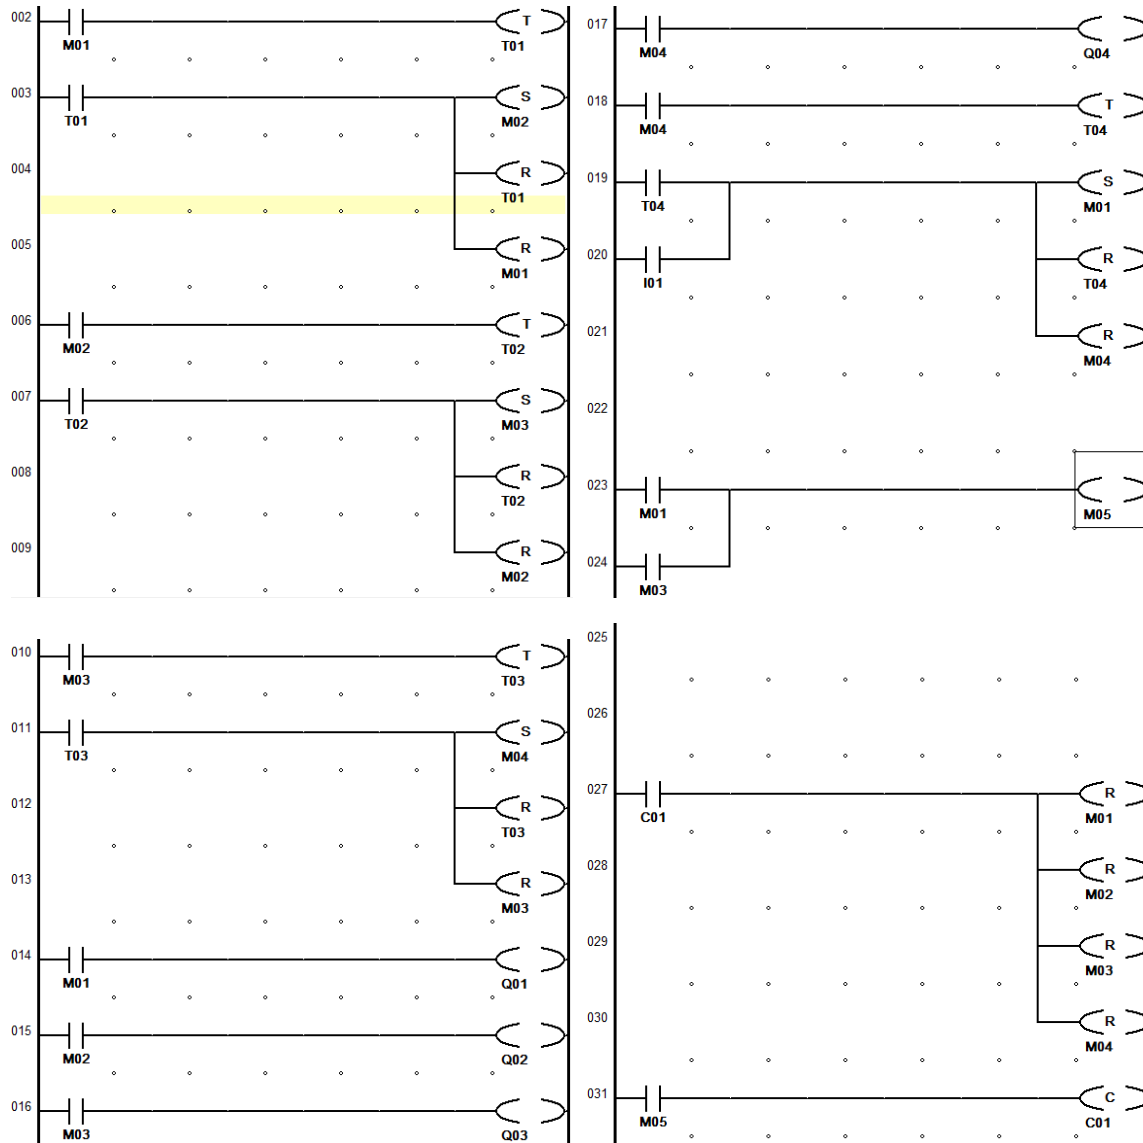 002 T
M01 T01
003 S
T01 M02
004 R
T01
005 R
M01
006 T
M02 T02
007 S
T02 M03
008 R
T02
009 R
M02
010 T
M03 T03
011 S
T03 M04
012 R
T03
013 R
M03
014
M01 Q01
015
M02 Q02
016
M03 Q03
017
M04 Q04
018 T
M04 T04
019 S
T04 M01
020 R
I01 T04
021 R
M04
022
023
M01 M05
024
M03
025
026
027 R
C01 M01
028 R
M02
029 R
M03
030 R
M04
031 C
M05 C01